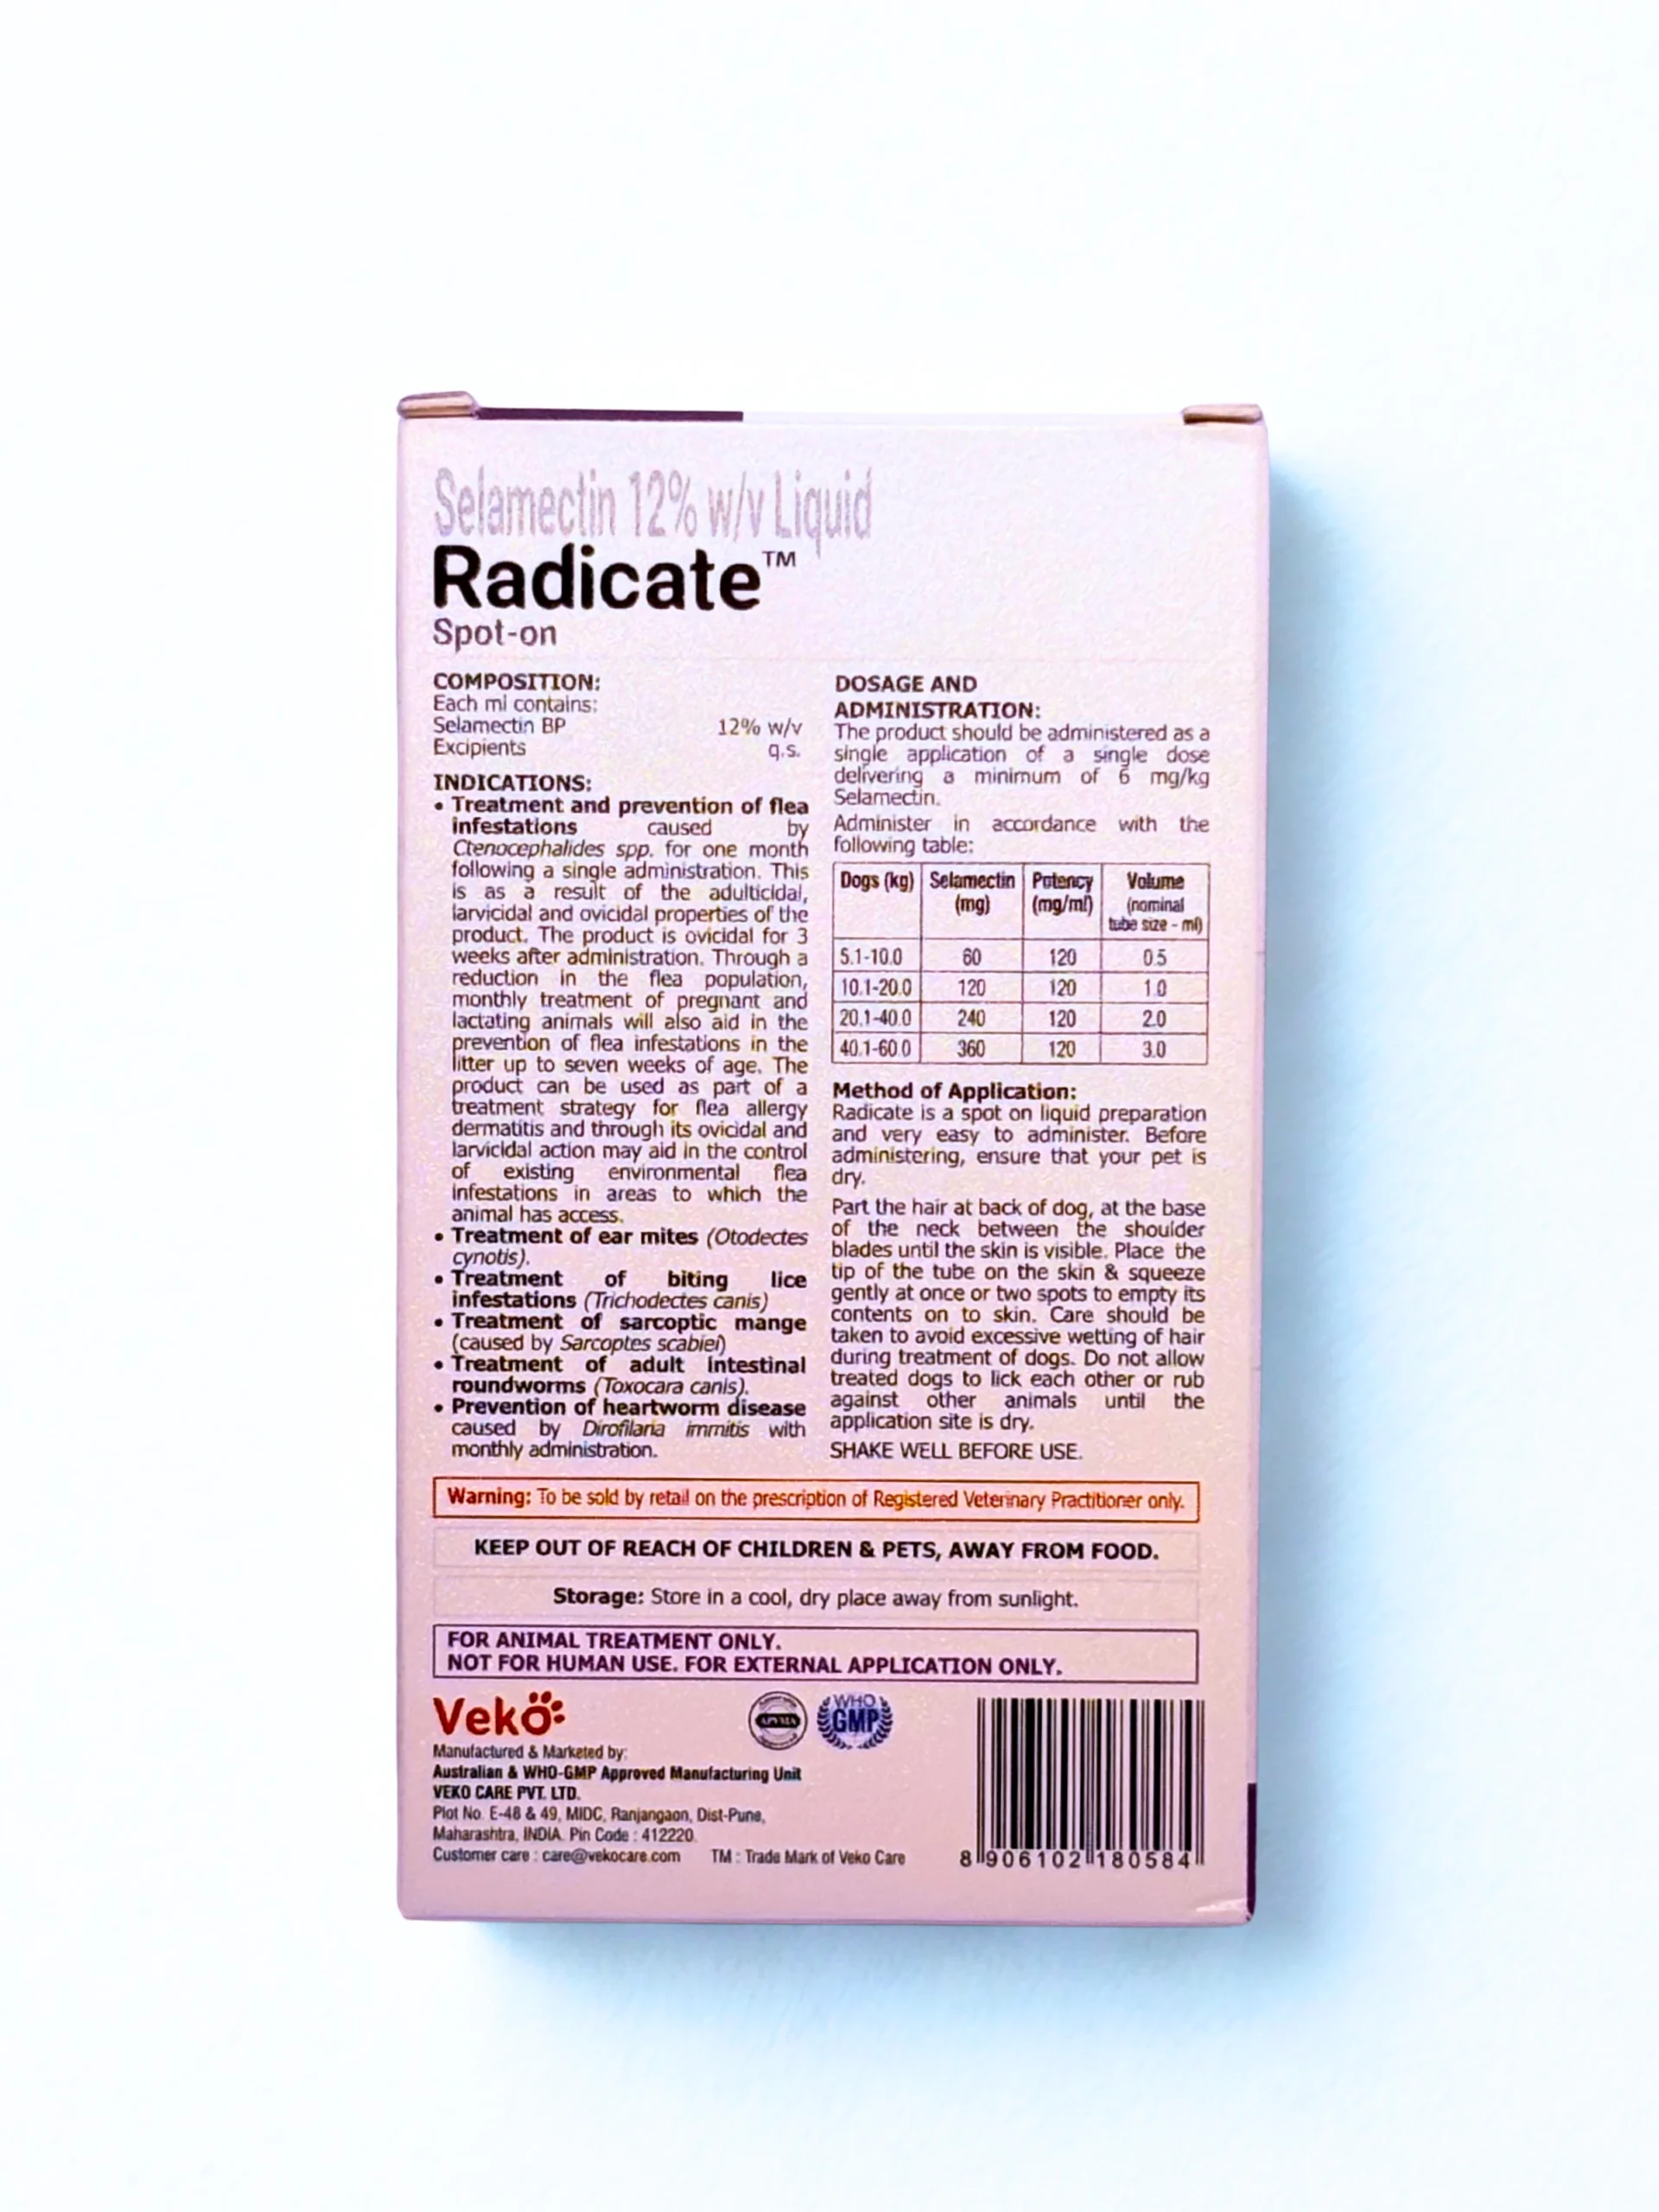 Selamectin 12% w/v Liquid
Radicate™
Spot-on
COMPOSITION:
Each ml contains:
Selamectin BP 12% w/v
Excipients q.s.
INDICATIONS:
• Treatment and prevention of flea
infestations caused by
Ctenocephalides spp. for one month
following a single administration. This
is as a result of the adulticidal,
larvicidal and ovicidal properties of the
product. The product is ovicidal for 3
weeks after administration. Through a
reduction in the flea population,
monthly treatment of pregnant and
lactating animals will also aid in the
prevention of flea infestations in the
litter up to seven weeks of age. The
product can be used as part of a
treatment strategy for flea allergy
dermatitis and through its ovicidal and
larvicidal action may aid in the control
of existing environmental flea
infestations in areas to which the
animal has access.
• Treatment of ear mites (Otodectes
cynotis).
• Treatment of biting lice
infestations (Trichodectes canis)
• Treatment of sarcoptic mange
(caused by Sarcoptes scabiei)
• Treatment of adult intestinal
roundworms (Toxocara canis).
• Prevention of heartworm disease
caused by Dirofilaria immitis with
monthly administration.
DOSAGE AND
ADMINISTRATION:
The product should be administered as a
single application of a single dose
delivering a minimum of 6 mg/kg
Selamectin.
Administer in accordance with the
following table:
Dogs (kg) Selamectin Potency Volume
(mg) (mg/ml) (nominal
tube size - ml)
5.1-10.0 60 120 0.5
10.1-20.0 120 120 1.0
20.1-40.0 240 120 2.0
40.1-60.0 360 120 3.0
Method of Application:
Radicate is a spot on liquid preparation
and very easy to administer. Before
administering, ensure that your pet is
dry.
Part the hair at back of dog, at the base
of the neck between the shoulder
blades until the skin is visible. Place the
tip of the tube on the skin & squeeze
gently at once or two spots to empty its
contents on to skin. Care should be
taken to avoid excessive wetting of hair
during treatment of dogs. Do not allow
treated dogs to lick each other or rub
against other animals until the
application site is dry.
SHAKE WELL BEFORE USE.
Warning: To be sold by retail on the prescription of Registered Veterinary Practitioner only.
KEEP OUT OF REACH OF CHILDREN & PETS, AWAY FROM FOOD.
Storage: Store in a cool, dry place away from sunlight.
FOR ANIMAL TREATMENT ONLY.
NOT FOR HUMAN USE. FOR EXTERNAL APPLICATION ONLY.
Veko
APVMA
WHO
GMP
Manufactured & Marketed by:
Australian & WHO-GMP Approved Manufacturing Unit
VEKO CARE PVT. LTD.
Plot No. E-48 & 49, MIDC, Ranjangaon, Dist-Pune,
Maharashtra, INDIA. Pin Code : 412220.
Customer care : care@vekocare.com TM : Trade Mark of Veko Care
8 906102 180584